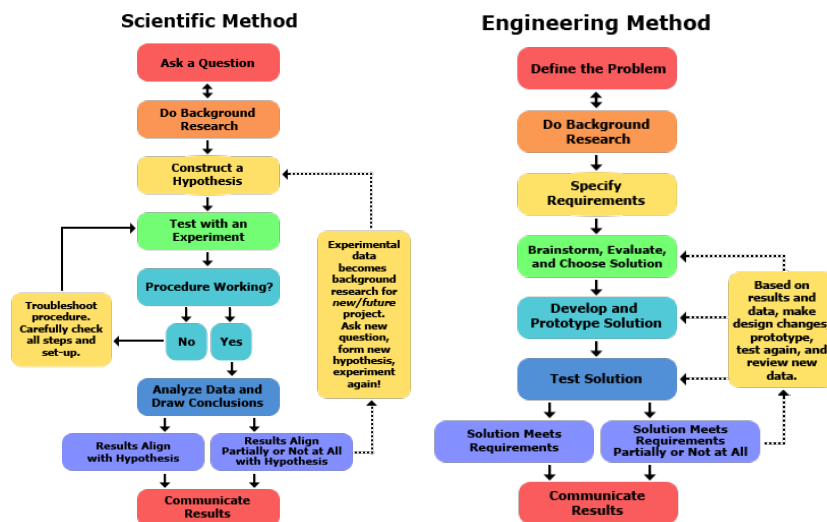 Scientific Method
Ask a Question
Do Background
Research
Construct a
Hypothesis
Test with an
Experiment
Procedure Working?
No
Yes
Troubleshoot
procedure.
Carefully check
all steps and
set-up.
Experimental
data
becomes
background
research for
new/future
project.
Ask new
question,
form new
hypothesis,
experiment
again!
Analyze Data and
Draw Conclusions
Results Align
with Hypothesis
Results Align
Partially or Not at All
with Hypothesis
Communicate
Results
Engineering Method
Define the Problem
Do Background
Research
Specify
Requirements
Brainstorm, Evaluate,
and Choose Solution
Develop and
Prototype Solution
Test Solution
Based on
results and
data, make
design changes,
prototype,
test again, and
review new
data.
Solution Meets
Requirements
Solution Meets
Requirements
Partially or Not at All
Communicate
Results